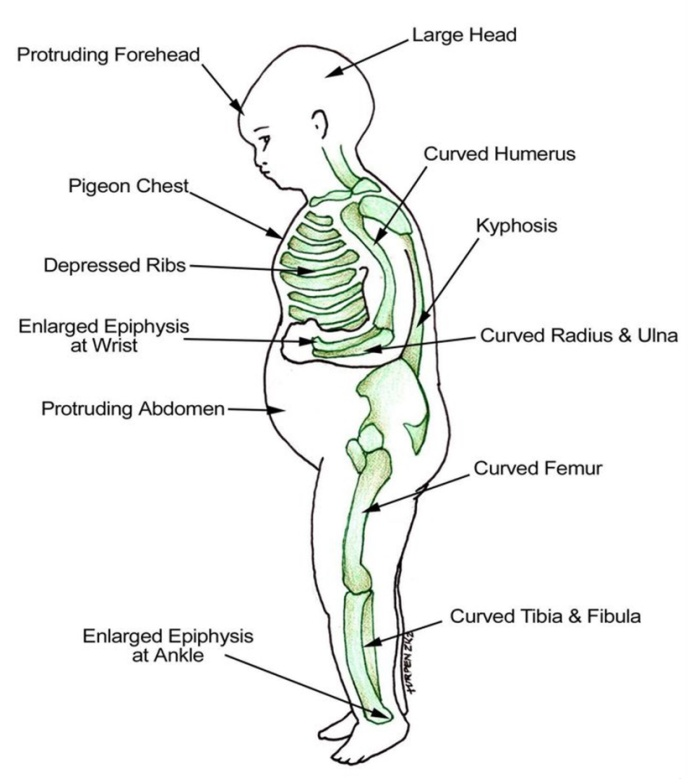 Large Head
Protruding Forehead
Curved Humerus
Pigeon Chest
Kyphosis
Depressed Ribs
Enlarged Epiphysis
at Wrist
Curved Radius & Ulna
Protruding Abdomen
Curved Femur
Curved Tibia & Fibula
Enlarged Epiphysis
at Ankle